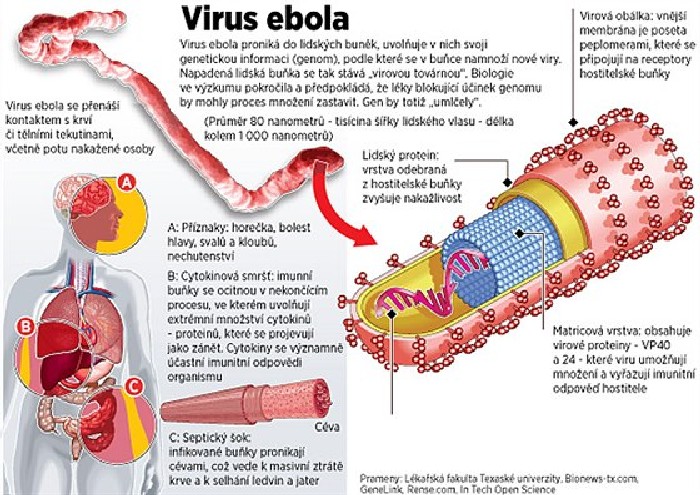 Virus ebola
Virus ebola proniká do lidských buněk, uvolňuje v nich svoji
genetickou informaci (genom), podle které se v buňce namnoží nové viry.
Napadená lidská buňka se tak stává „virovou továrnou". Biologie
ve výzkumu pokročila a předpokládá, že léky blokující účinek genomu
by mohly proces množení zastavit. Gen by totiž „umlčely".
(Průměr 80 nanometrů - tisícina šířky lidského vlasu - délka
kolem 1 000 nanometrů)
Virus ebola se přenáší
kontaktem s krví
či tělními tekutinami,
včetně potu nakažené osoby
Virová obálka: vnější
membrána je poseta
peplomerami, které se
připojují na receptory
hostitelské buňky
Lidský protein:
vrstva odebraná
z hostitelské buňky
zvyšuje nakažlivost
A
B
C
A: Příznaky: horečka, bolest
hlavy, svalů a kloubů,
nechutenství
B: Cytokinová smršť: imunní
buňky se ocitnou v nekončícím
procesu, ve kterém uvolňují
extrémní množství cytokinů
- proteinů, které se projevují
jako zánět. Cytokiny se významně
účastní imunitní odpovědi
organismu
Céva
C: Septický šok:
infikované buňky pronikají
cévami, což vede k masivní ztrátě
krve a k selhání ledvin a jater
Matricová vrstva: obsahuje
virové proteiny - VP40
a 24 - které viru umožňují
množení a vyřazují imunitní
odpověď hostitele
Prameny: Lékařská fakulta Texaské univerzity, Bionews-tx.com,
GeneLink, Rense.com, In Tech Open Science